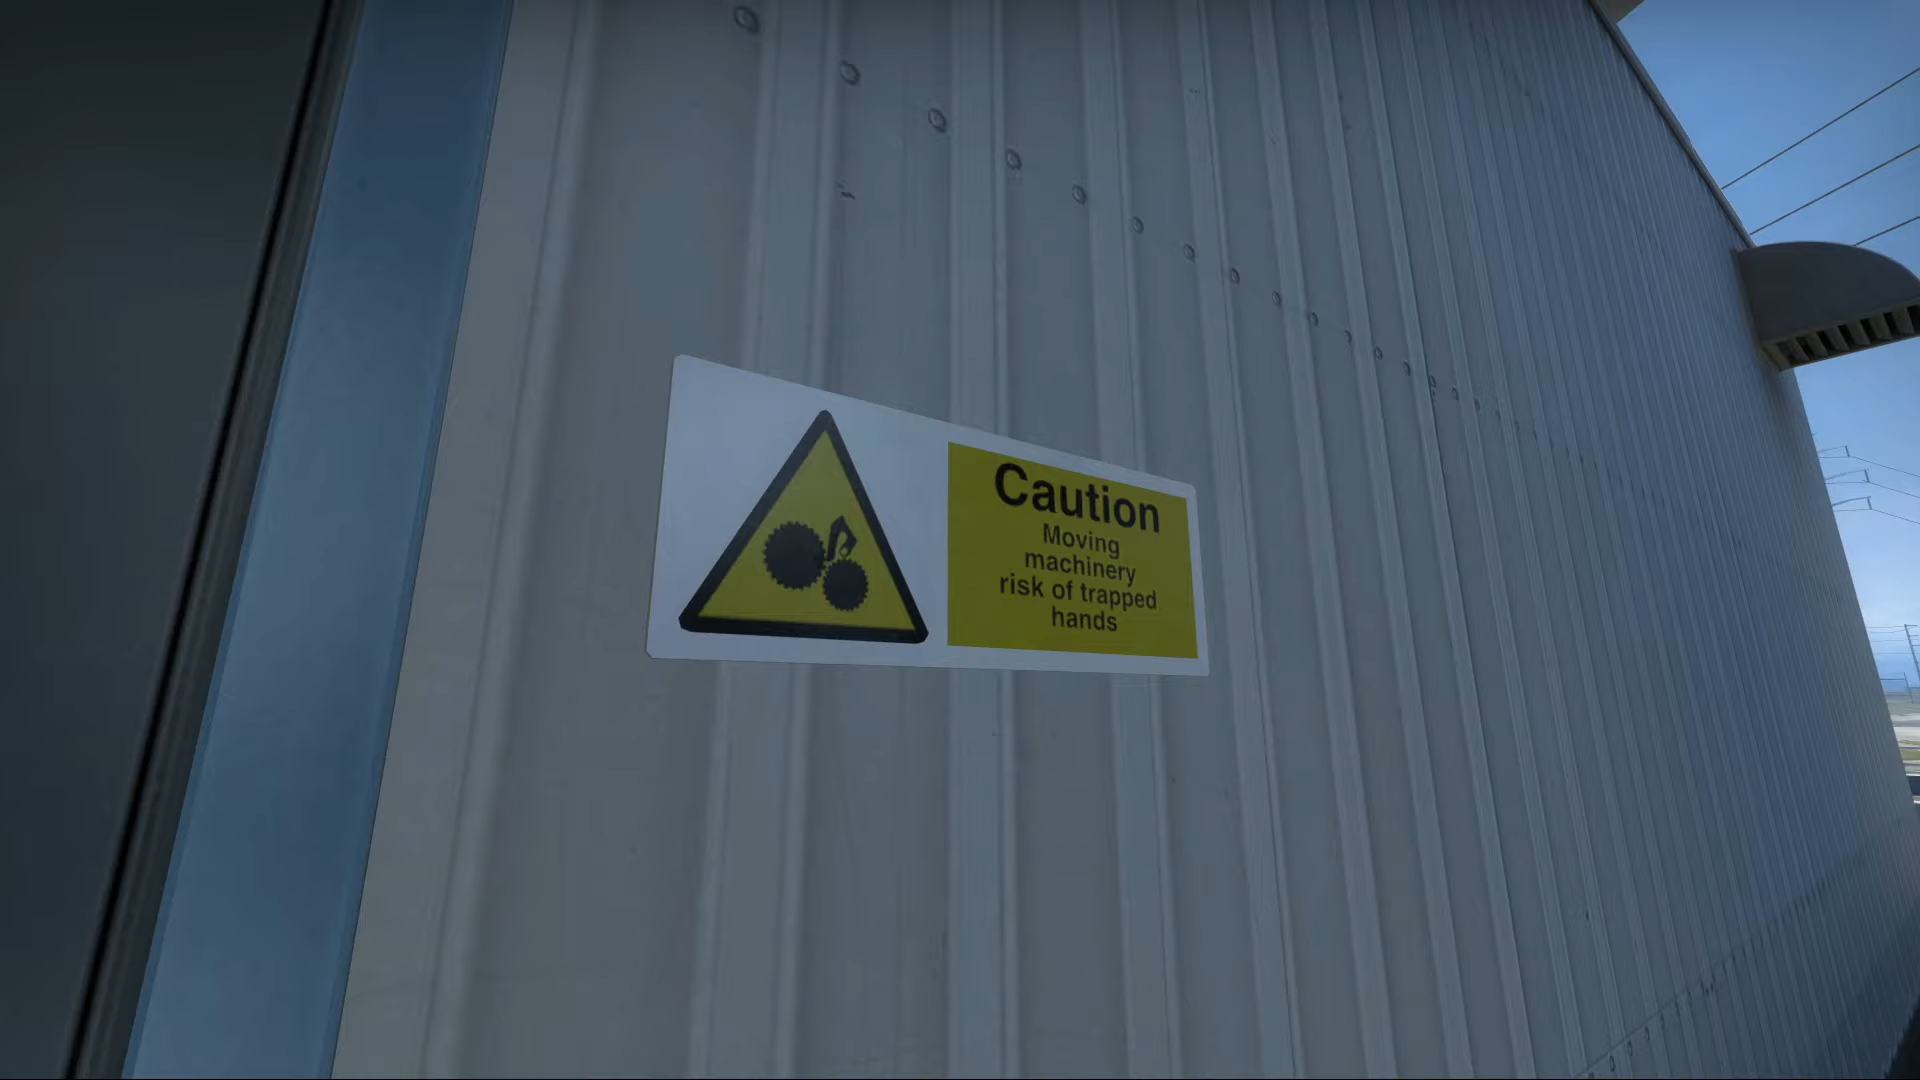 Caution
Moving
machinery
risk of trapped
hands